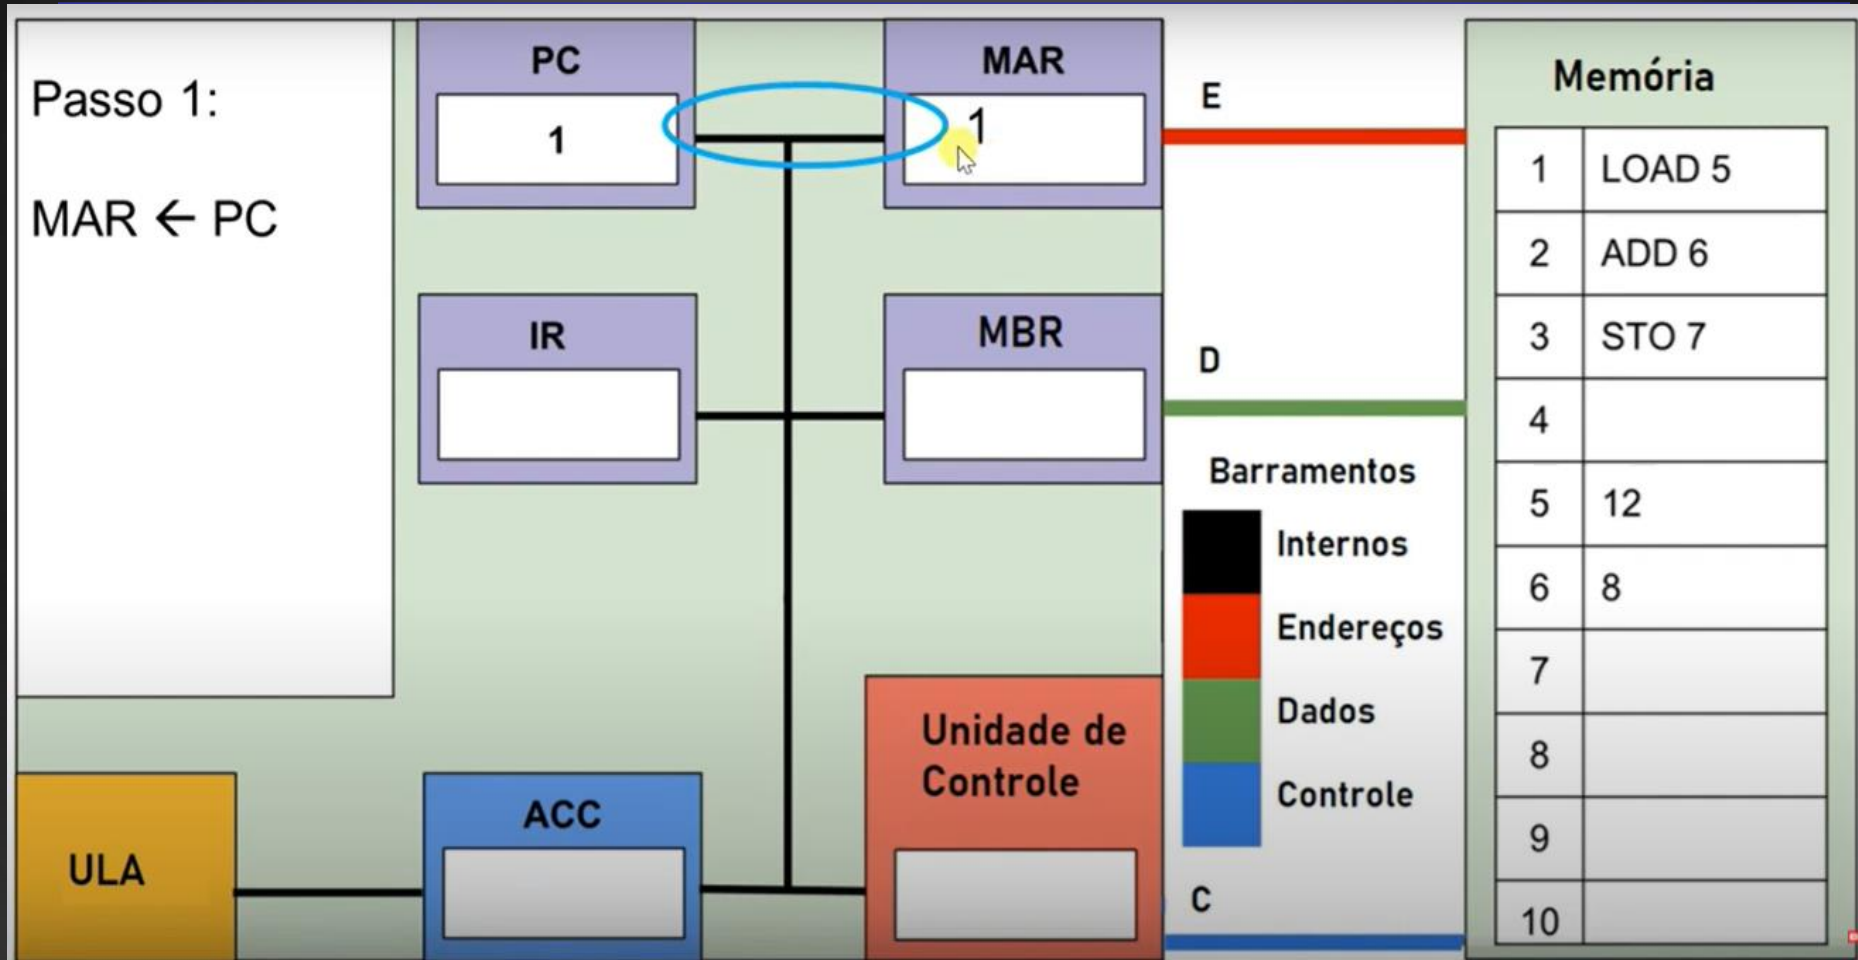 Passo 1:
MAR ← PC
PC
1
MAR
1
IR
MBR
ULA
ACC
Unidade de
Controle
E
D
Barramentos
Internos
Endereços
Dados
Controle
C
Memória
1 LOAD 5
2 ADD 6
3 STO 7
4
5 12
6 8
7
8
9
10